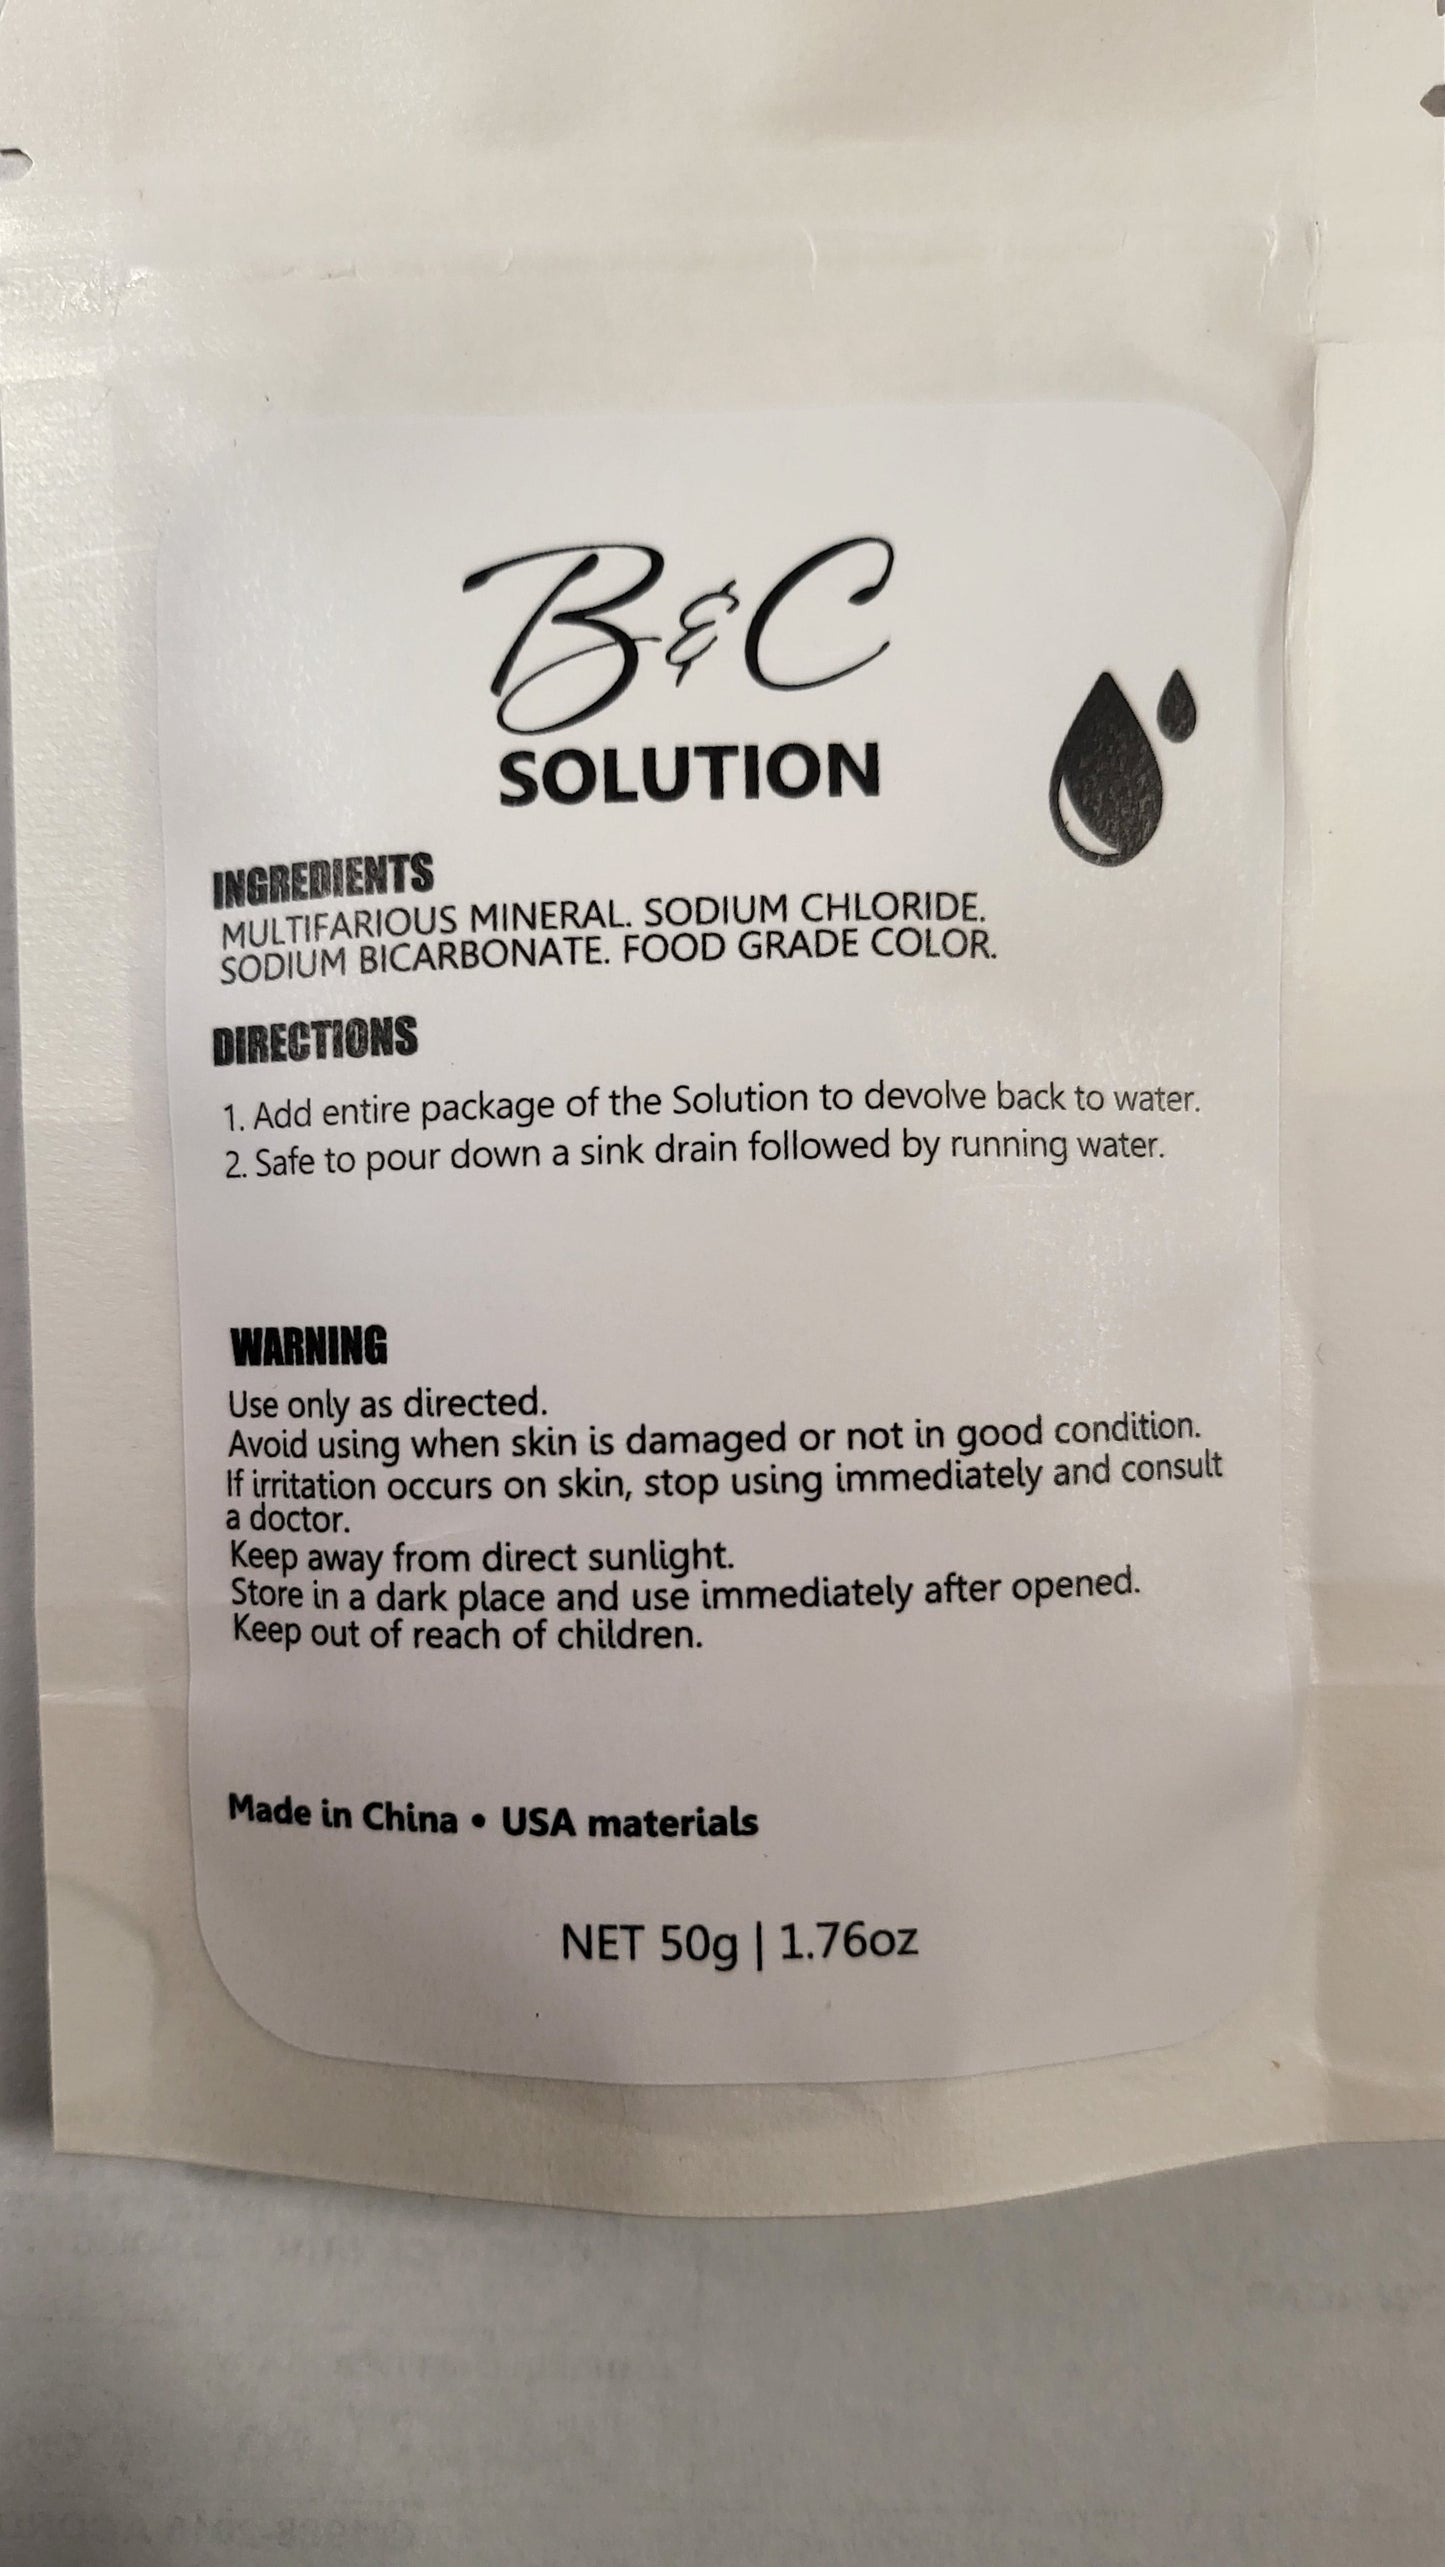 B&C
SOLUTION
INGREDIENTS
MULTIFARIOUS MINERAL. SODIUM CHLORIDE.
SODIUM BICARBONATE. FOOD GRADE COLOR.
DIRECTIONS
1. Add entire package of the Solution to devolve back to water.
2. Safe to pour down a sink drain followed by running water.
WARNING
Use only as directed.
Avoid using when skin is damaged or not in good condition.
If irritation occurs on skin, stop using immediately and consult
a doctor.
Keep away from direct sunlight.
Store in a dark place and use immediately after opened.
Keep out of reach of children.
Made in China • USA materials
NET 50g | 1.76oz